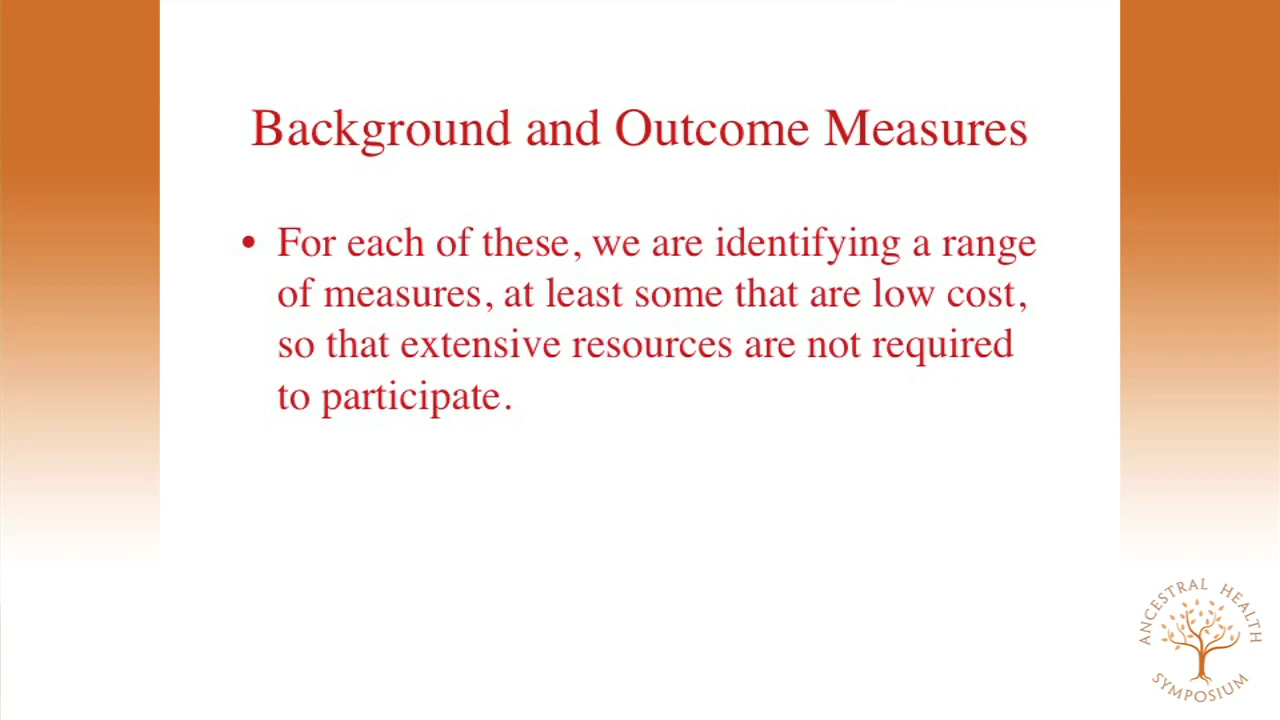 Background and Outcome Measures
• For each of these, we are identifying a range
of measures, at least some that are low cost,
so that extensive resources are not required
to participate.
ANCESTRAL HEALTH
SYMPOSIUM